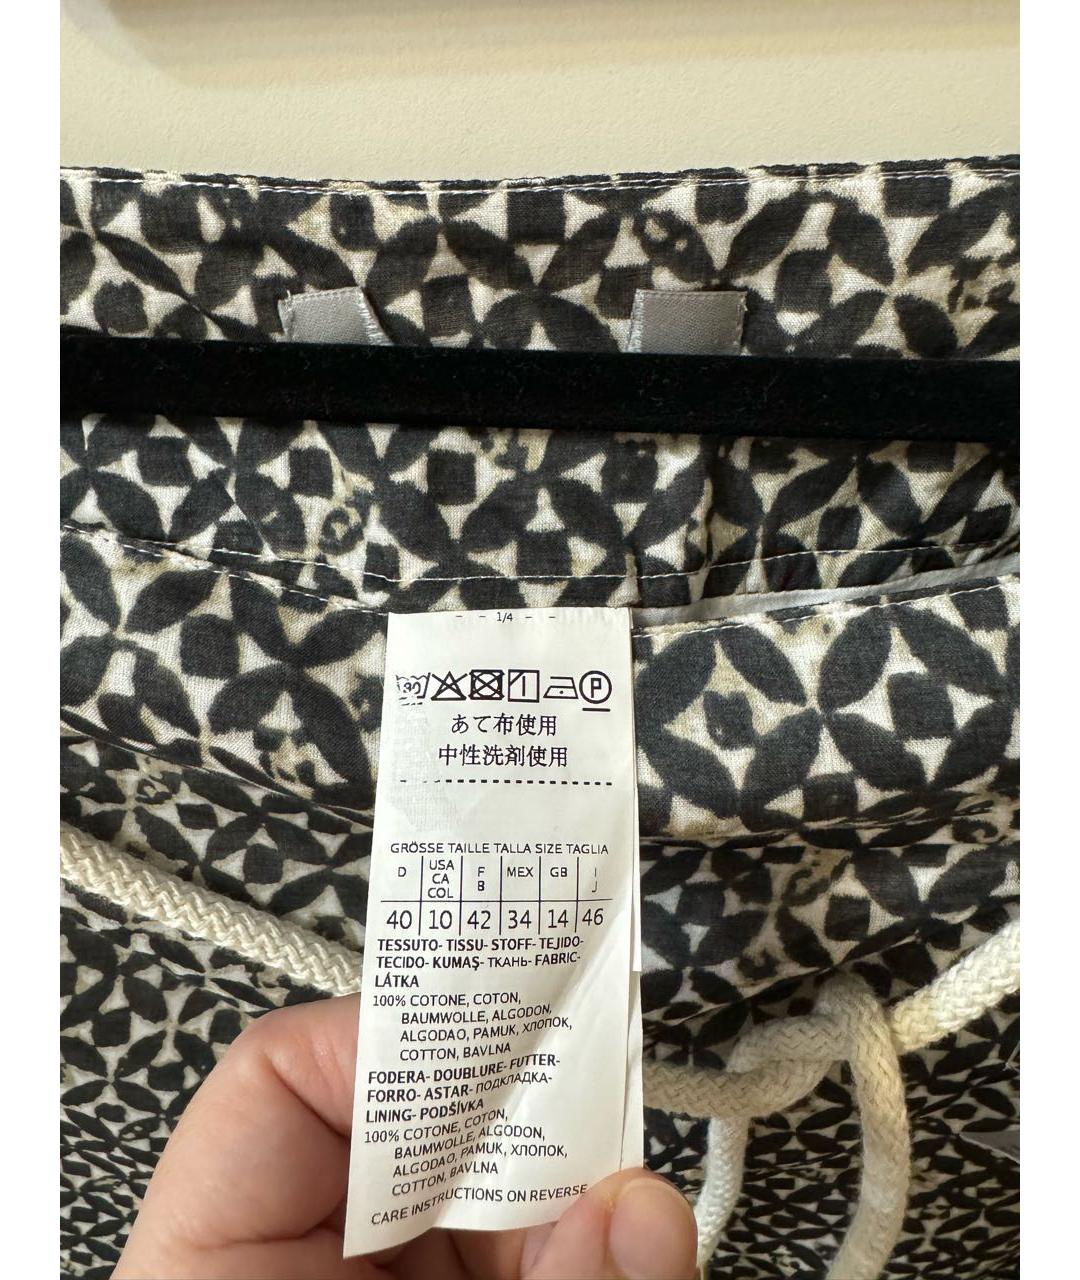 - - 1/4 - -
30 P
あて布使用
中性洗剤使用
GRÖSSE TAILLE TALLA SIZE TAGLIA
D USA CA COL F B MEX GB I J
40 10 42 34 14 46
TESSUTO- TISSU- STOFF- TEJIDO-
TECIDO- KUMAŞ- ТКАНЬ- FABRIC-
LÁTKA
100% COTONE, COTON,
BAUMWOLLE, ALGODON,
ALGODAO, PAMUK, ХЛОПОК,
COTTON, BAVLNA
FODERA- DOUBLURE- FUTTER-
FORRO- ASTAR- ПОДКЛАДКА-
LINING- PODŠÍVKA
100% COTONE, COTON,
BAUMWOLLE, ALGODON,
ALGODAO, PAMUK, ХЛОПОК,
COTTON, BAVLNA
CARE INSTRUCTIONS ON REVERSE